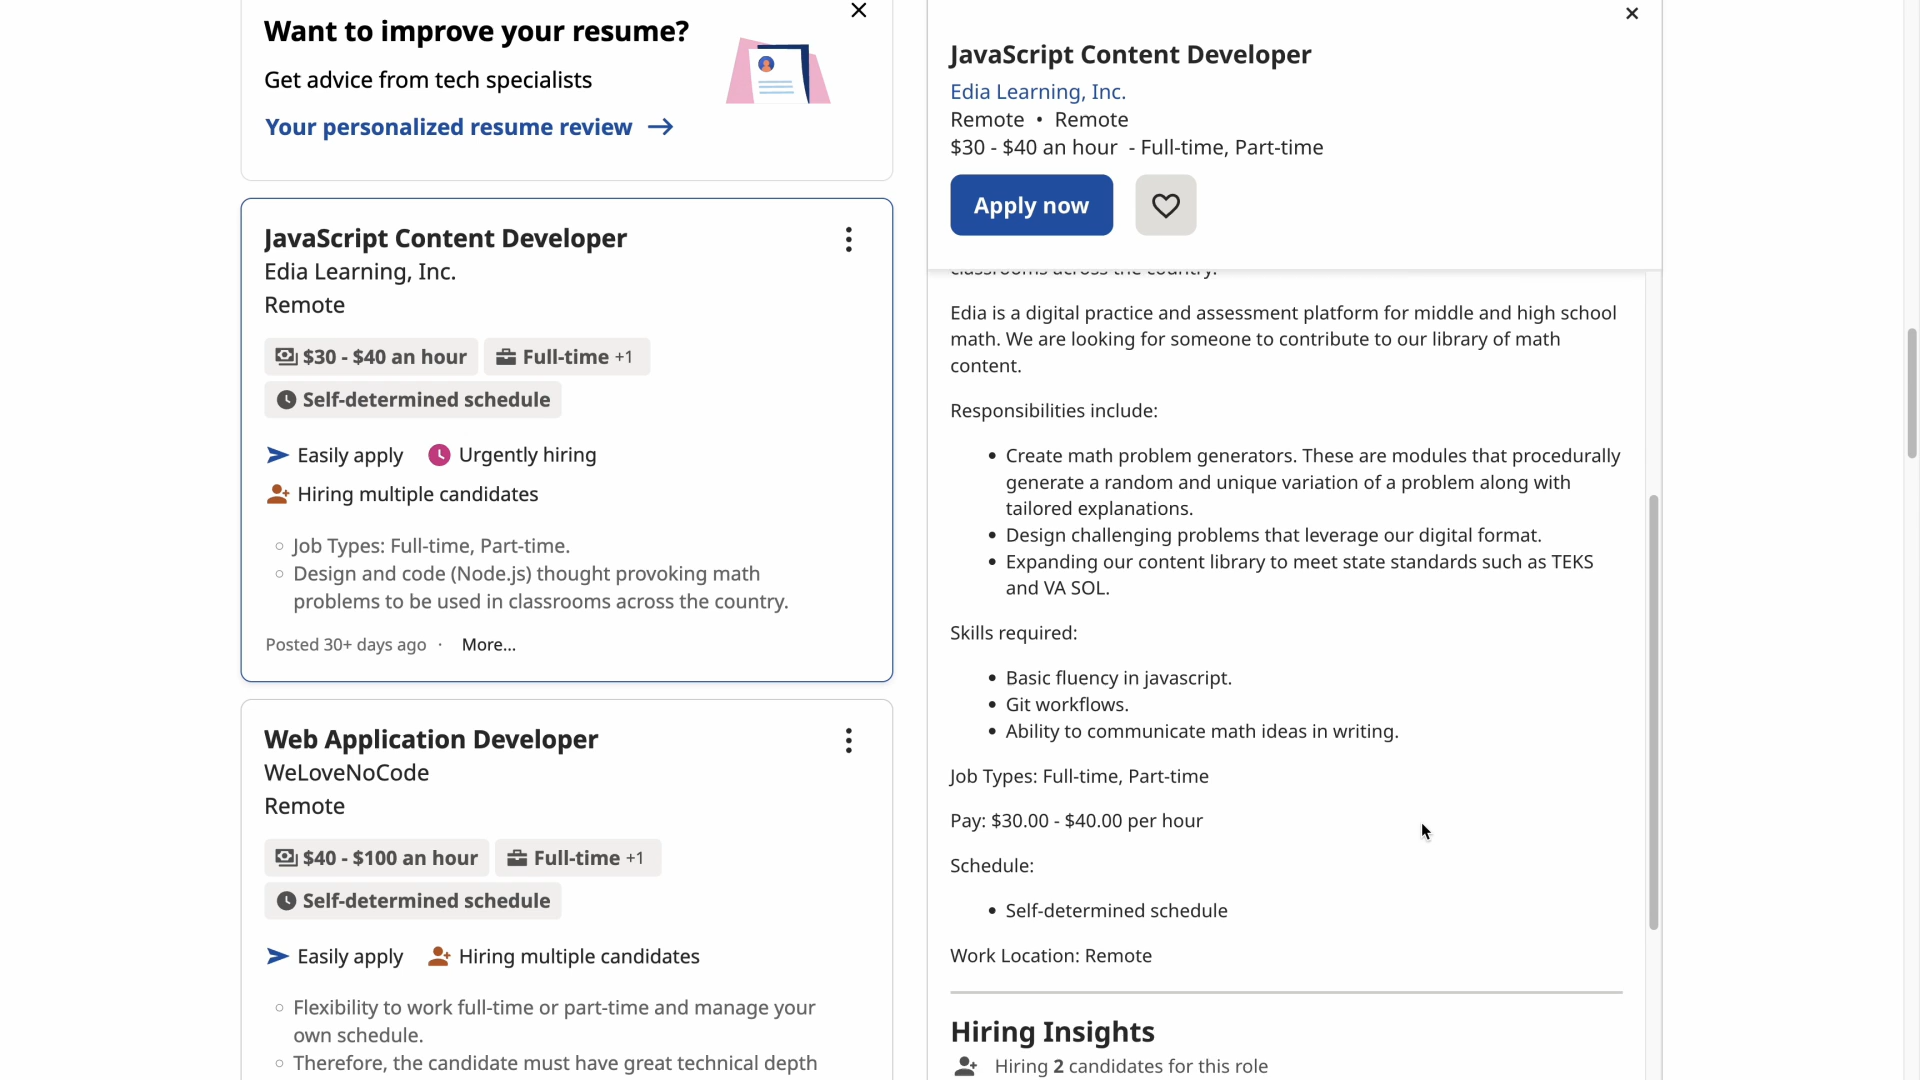 Want to improve your resume?
Get advice from tech specialists
Your personalized resume review
JavaScript Content Developer
Edia Learning, Inc.
Remote
$30 - $40 an hour
Full-time +1
Self-determined schedule
Easily apply
Urgently hiring
Hiring multiple candidates
Job Types: Full-time, Part-time.
Design and code (Node.js) thought provoking math
problems to be used in classrooms across the country.
Posted 30+ days ago · More...
Web Application Developer
WeLoveNoCode
Remote
$40 - $100 an hour
Full-time +1
Self-determined schedule
Easily apply
Hiring multiple candidates
Flexibility to work full-time or part-time and manage your
own schedule.
Therefore, the candidate must have great technical depth
JavaScript Content Developer
Edia Learning, Inc.
Remote • Remote
$30 - $40 an hour - Full-time, Part-time
Apply now
classrooms across the country.
Edia is a digital practice and assessment platform for middle and high school
math. We are looking for someone to contribute to our library of math
content.
Responsibilities include:
• Create math problem generators. These are modules that procedurally
generate a random and unique variation of a problem along with
tailored explanations.
• Design challenging problems that leverage our digital format.
• Expanding our content library to meet state standards such as TEKS
and VA SOL.
Skills required:
• Basic fluency in javascript.
• Git workflows.
• Ability to communicate math ideas in writing.
Job Types: Full-time, Part-time
Pay: $30.00 - $40.00 per hour
Schedule:
• Self-determined schedule
Work Location: Remote
Hiring Insights
Hiring 2 candidates for this role